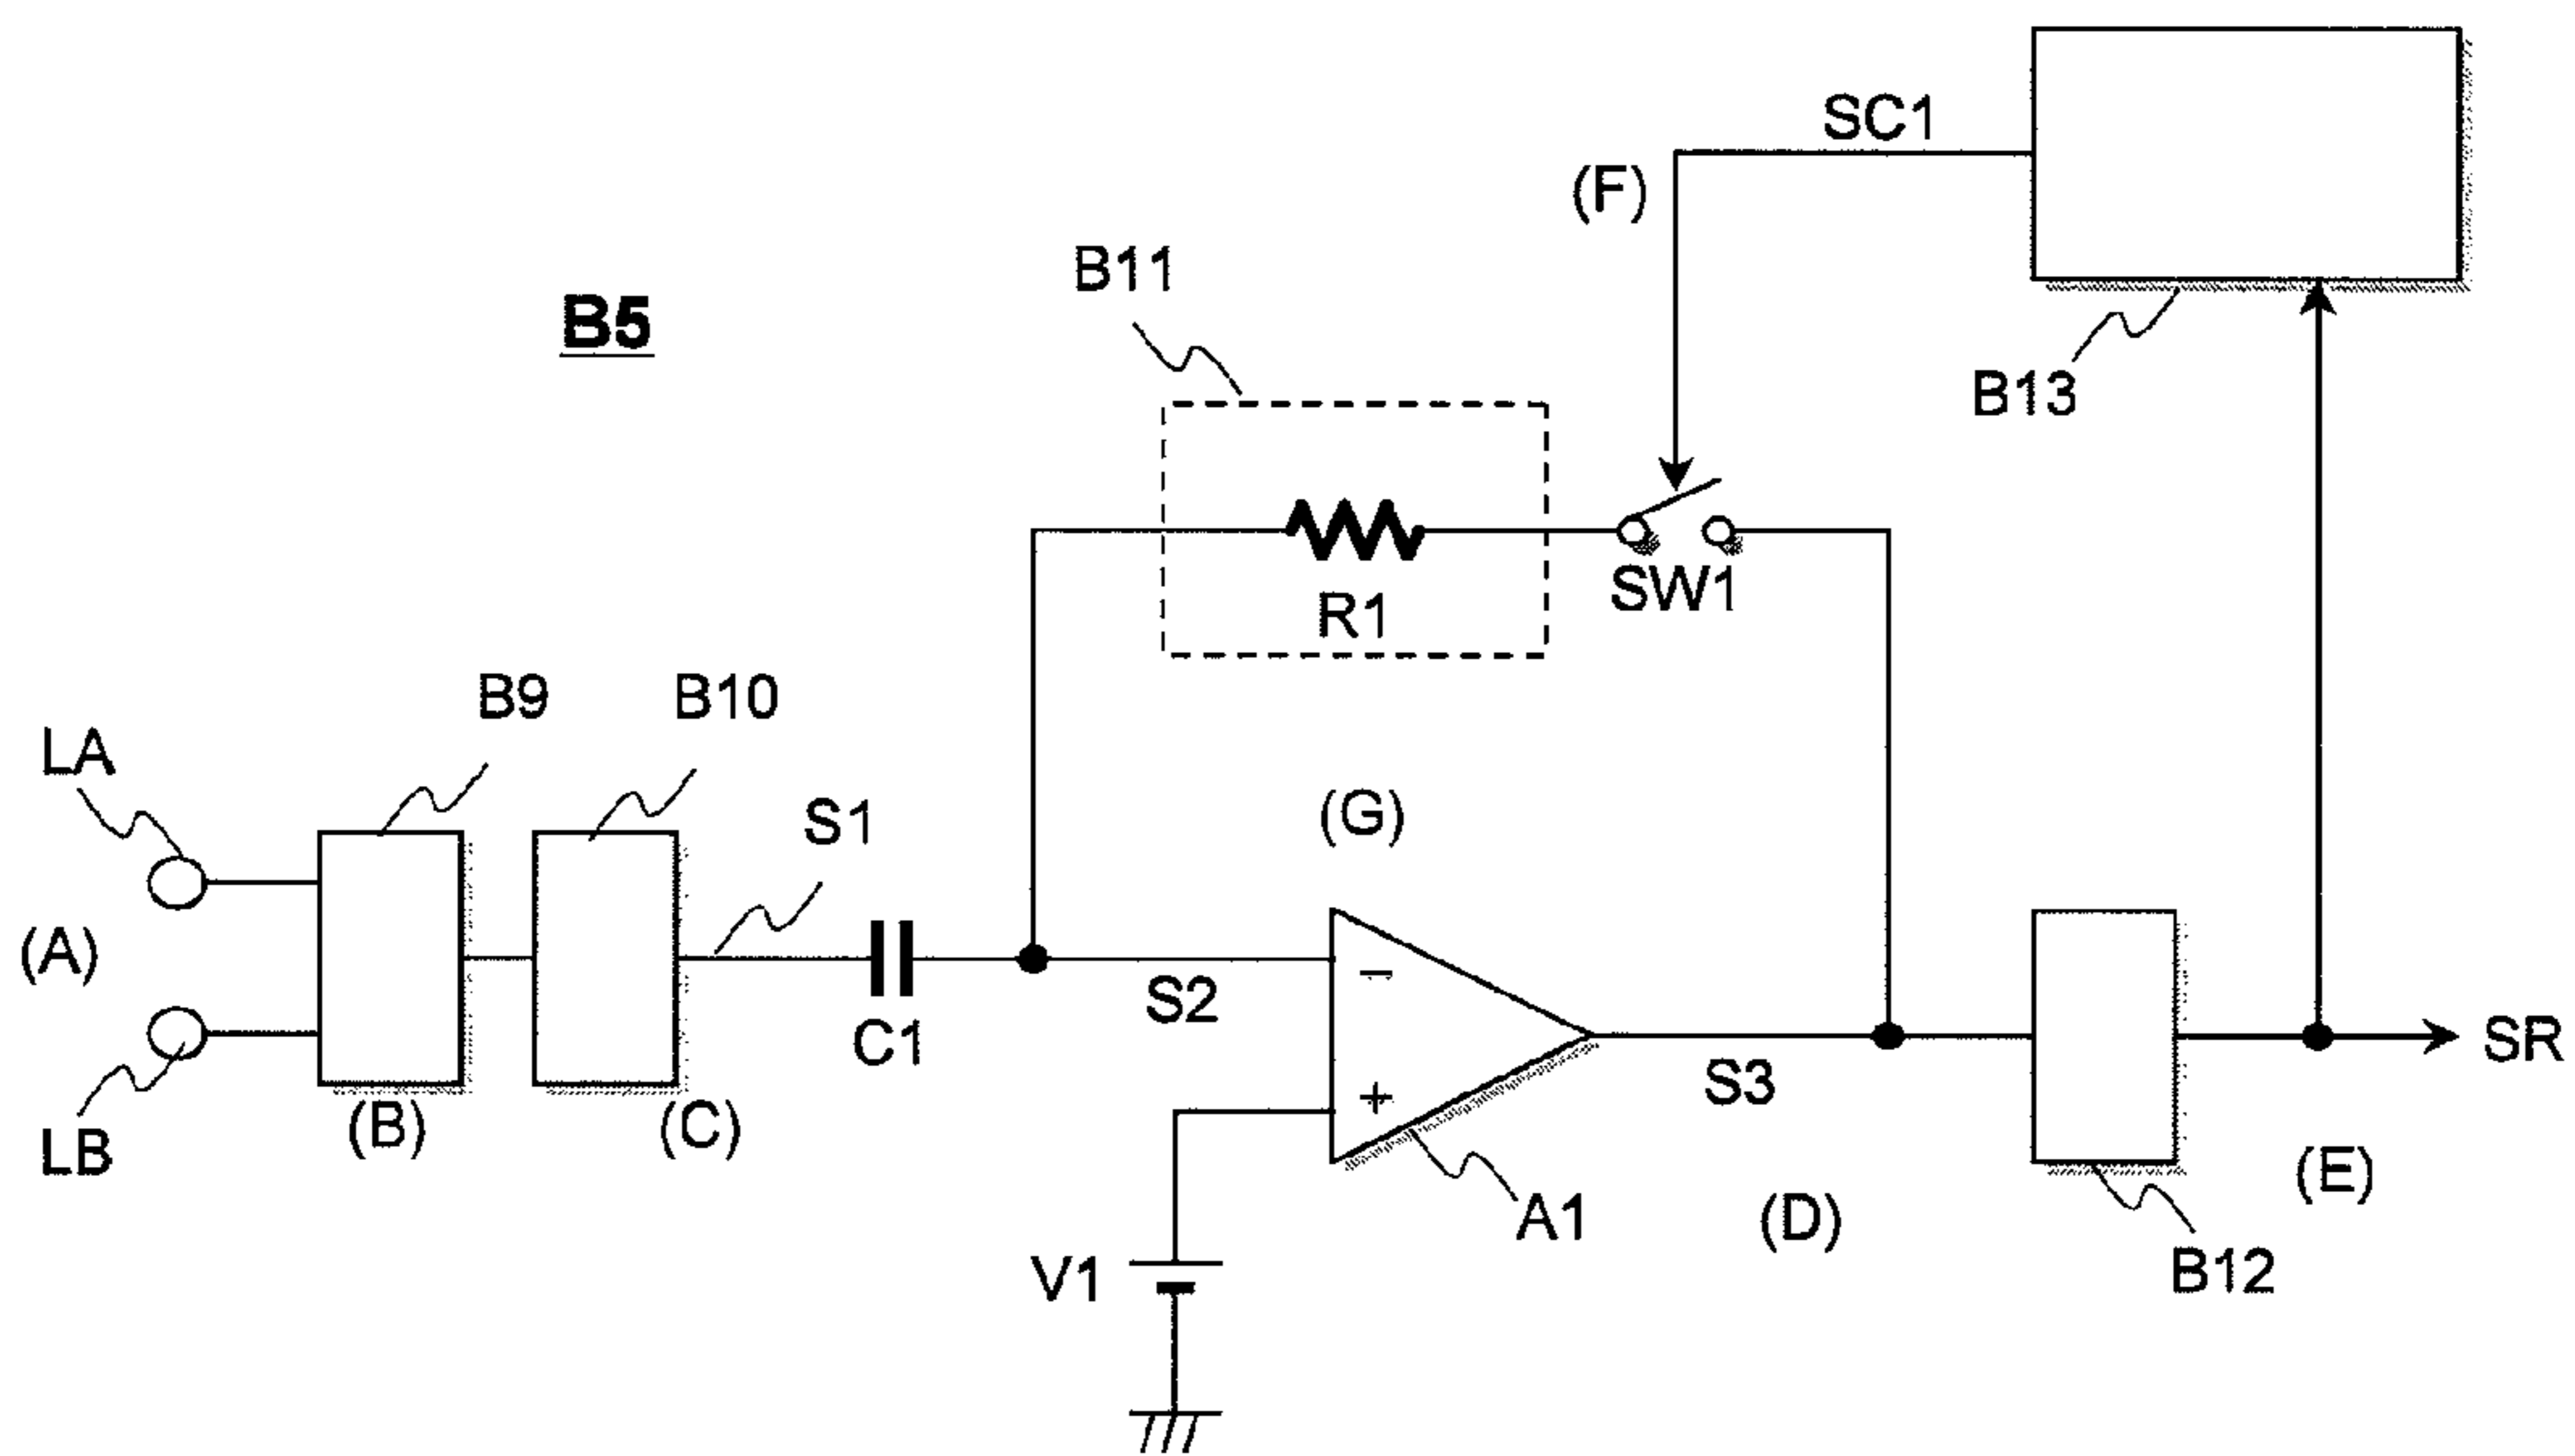 SC1
(F)
B11
B5
B13
SW1
R1
B9
B10
LA
S1
(G)
(A)
−
S2
C1
SR
S3
+
(B)
(C)
LB
(E)
A1
(D)
V1
B12